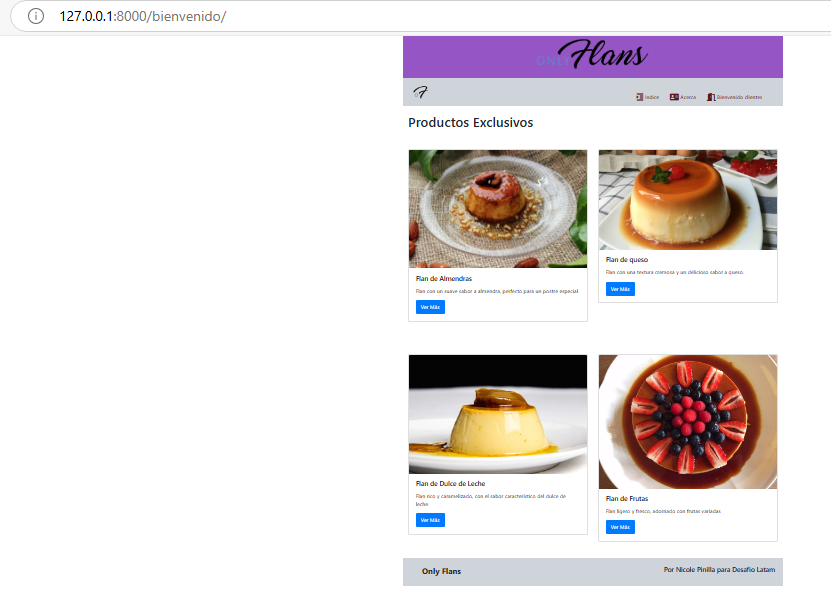 127.0.0.1:8000/bienvenido/
ONLY Flans
F
Indice
Acerca
Bienvenido clientes
Productos Exclusivos
Flan de Almendras
Flan con un suave sabor a almendra, perfecto para un postre especial.
Ver Más
Flan de queso
Flan con una textura cremosa y un delicioso sabor a queso.
Ver Más
Flan de Dulce de Leche
Flan rico y caramelizado, con el sabor característico del dulce de
leche.
Ver Más
Flan de Frutas
Flan ligero y fresco, adornado con frutas variadas
Ver Más
Only Flans
Por Nicole Pinilla para Desafio Latam